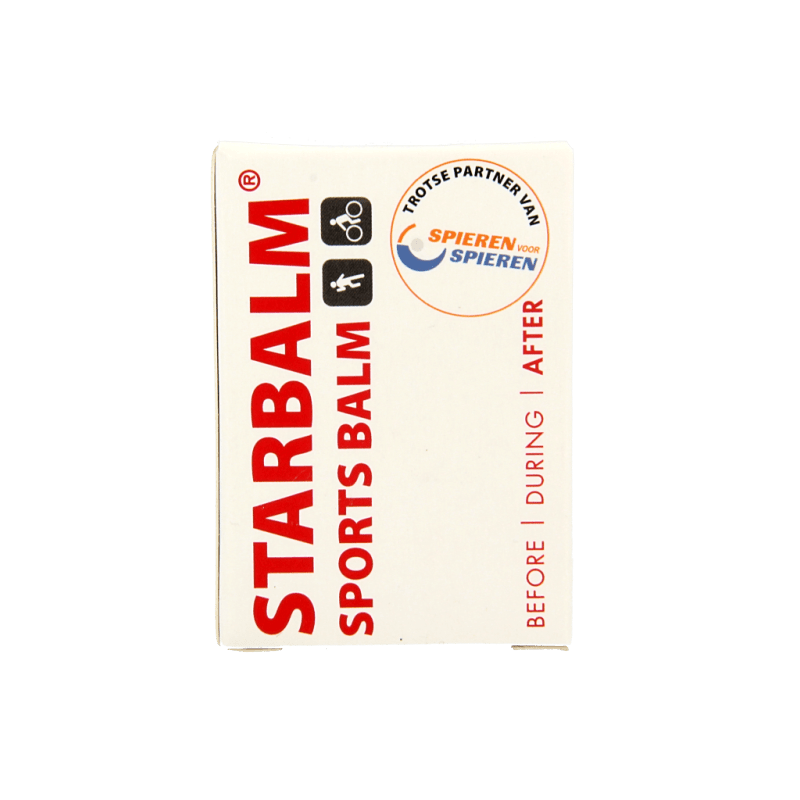 STARBALM®
SPORTS BALM
TROTSE PARTNER VAN
SPIEREN VOOR
SPIEREN
BEFORE | DURING | AFTER